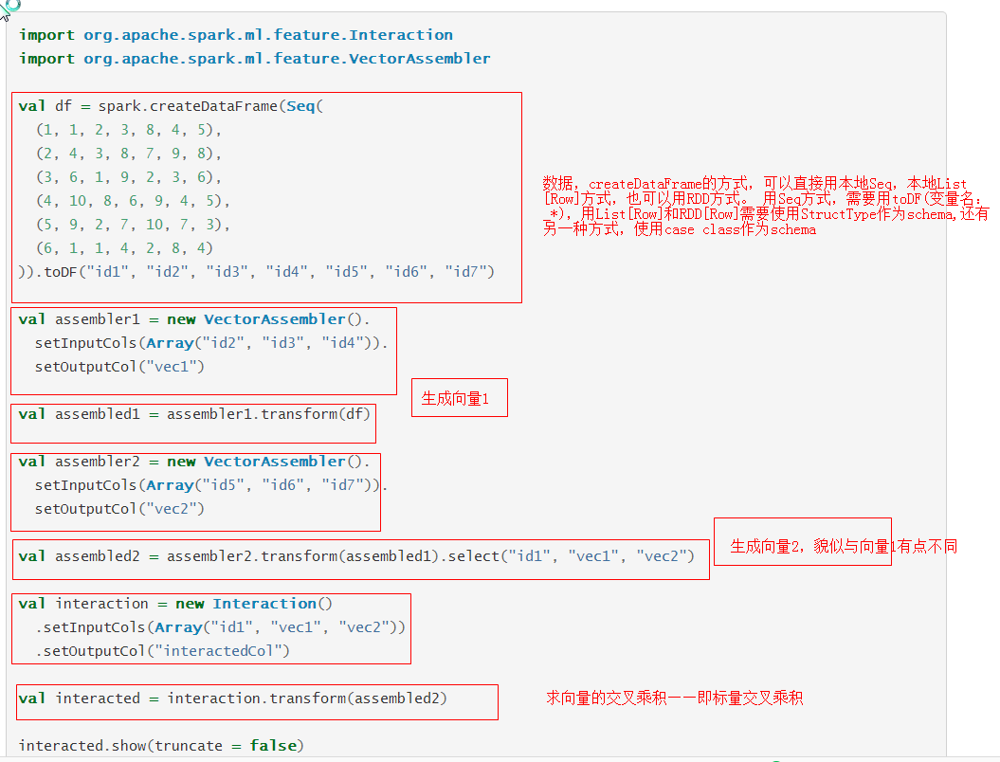 import org.apache.spark.ml.feature.Interaction
import org.apache.spark.ml.feature.VectorAssembler
val df = spark.createDataFrame(Seq(
(1, 1, 2, 3, 8, 4, 5),
(2, 4, 3, 8, 7, 9, 8),
(3, 6, 1, 9, 2, 3, 6),
(4, 10, 8, 6, 9, 4, 5),
(5, 9, 2, 7, 10, 7, 3),
(6, 1, 1, 4, 2, 8, 4)
)).toDF("id1", "id2", "id3", "id4", "id5", "id6", "id7")
数据，createDataFrame的方式，可以直接用本地Seq，本地List
[Row]方式，也可以用RDD方式。 用Seq方式，需要用toDF(变量名：
_*)，用List[Row]和RDD[Row]需要使用StructType作为schema,还有
另一种方式，使用case class作为schema
val assembler1 = new VectorAssembler().
setInputCols(Array("id2", "id3", "id4")).
setOutputCol("vec1")
生成向量1
val assembled1 = assembler1.transform(df)
val assembler2 = new VectorAssembler().
setInputCols(Array("id5", "id6", "id7")).
setOutputCol("vec2")
val assembled2 = assembler2.transform(assembled1).select("id1", "vec1", "vec2")
生成向量2，貌似与向量1有点不同
val interaction = new Interaction()
.setInputCols(Array("id1", "vec1", "vec2"))
.setOutputCol("interactedCol")
val interacted = interaction.transform(assembled2)
求向量的交叉乘积——即标量交叉乘积
interacted.show(truncate = false)